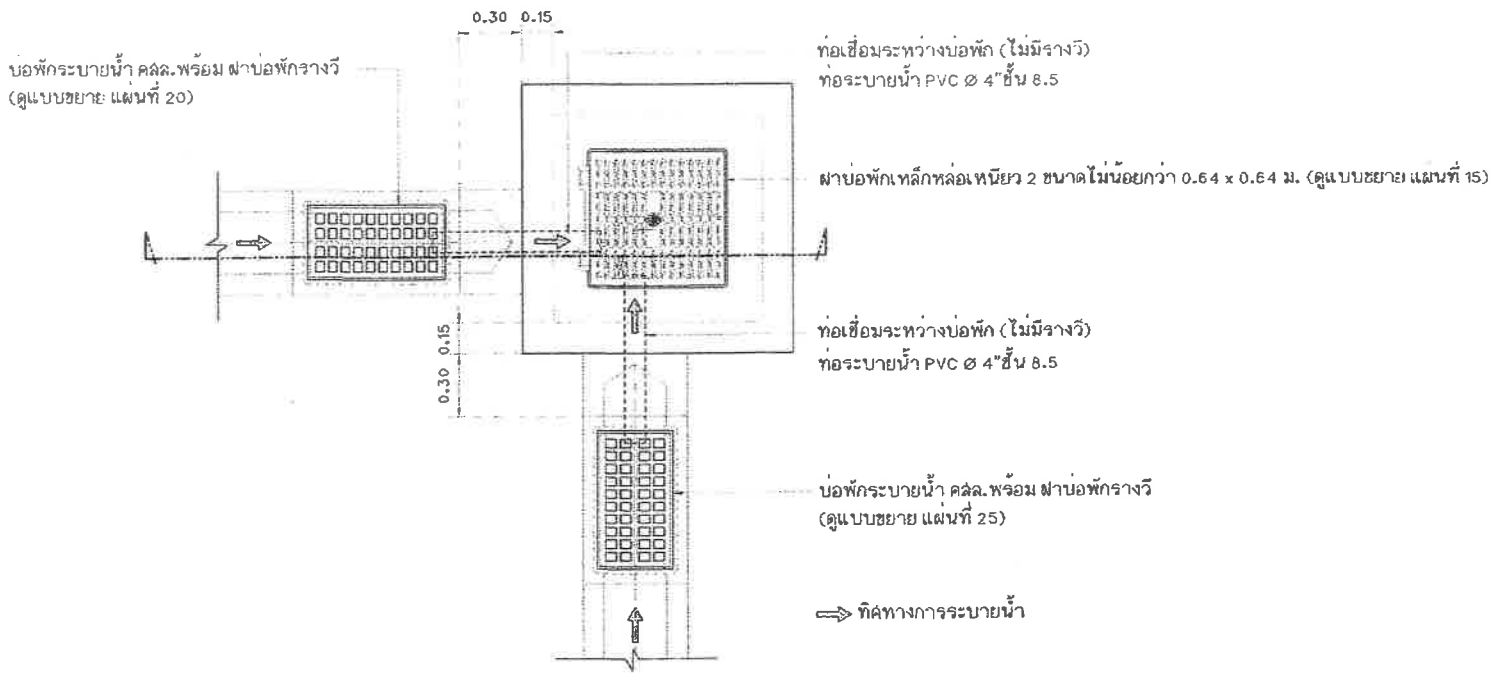 0.30 0.15
ท่อเชื่อมระหว่างบ่อพัก (ไม่มีรางวี)
ท่อระบายน้ำ PVC Ø 4"ชั้น 8.5
บ่อพักระบายน้ำ คสล.พร้อม ฝาบ่อพักรางวี
(ดูแบบขยาย แผ่นที่ 20)
ฝาบ่อพักเหล็กหล่อเหนียว 2 ขนาดไม่น้อยกว่า 0.64 x 0.64 ม. (ดูแบบขยาย แผ่นที่ 15)
0.30 0.15
ท่อเชื่อมระหว่างบ่อพัก (ไม่มีรางวี)
ท่อระบายน้ำ PVC Ø 4"ชั้น 8.5
บ่อพักระบายน้ำ คสล.พร้อม ฝาบ่อพักรางวี
(ดูแบบขยาย แผ่นที่ 25)
ทิศทางการระบายน้ำ